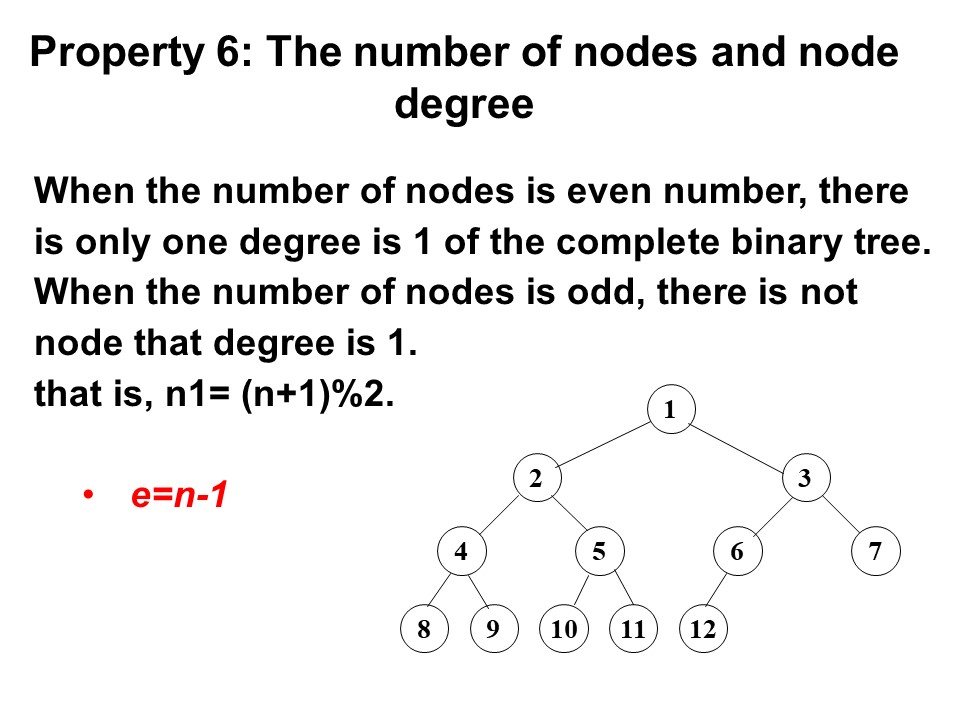 Property 6: The number of nodes and node
degree
When the number of nodes is even number, there
is only one degree is 1 of the complete binary tree.
When the number of nodes is odd, there is not
node that degree is 1.
that is, n1= (n+1)%2.
• e=n-1
1
2 3
4 5 6 7
8 9 10 11 12